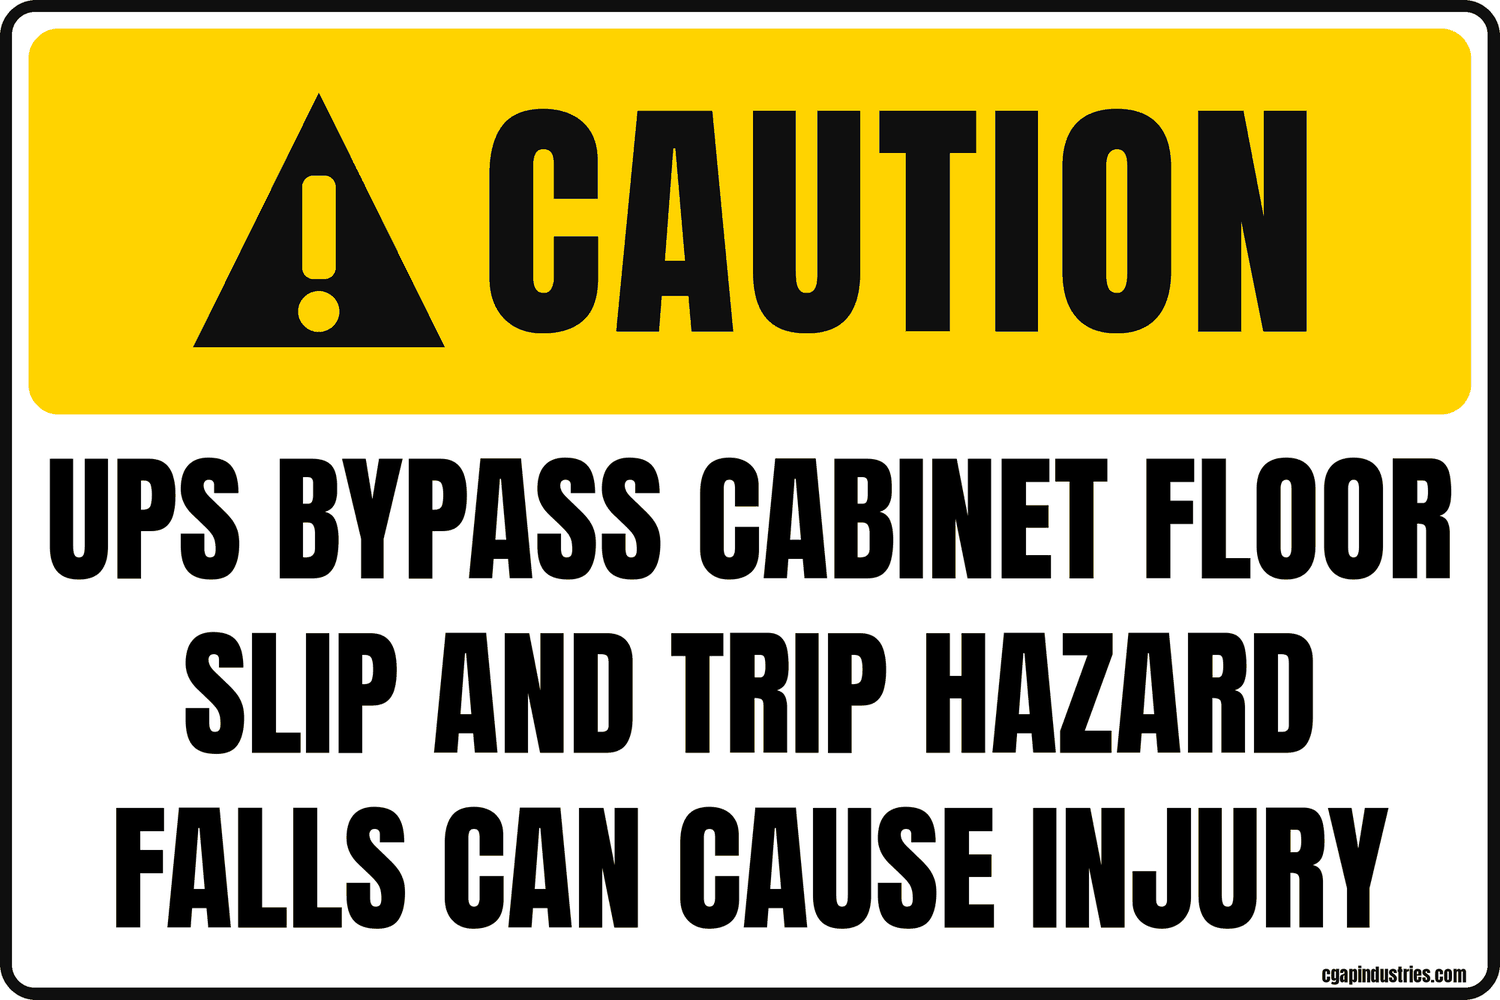 CAUTION
UPS BYPASS CABINET FLOOR
SLIP AND TRIP HAZARD
FALLS CAN CAUSE INJURY
cgapindustries.com